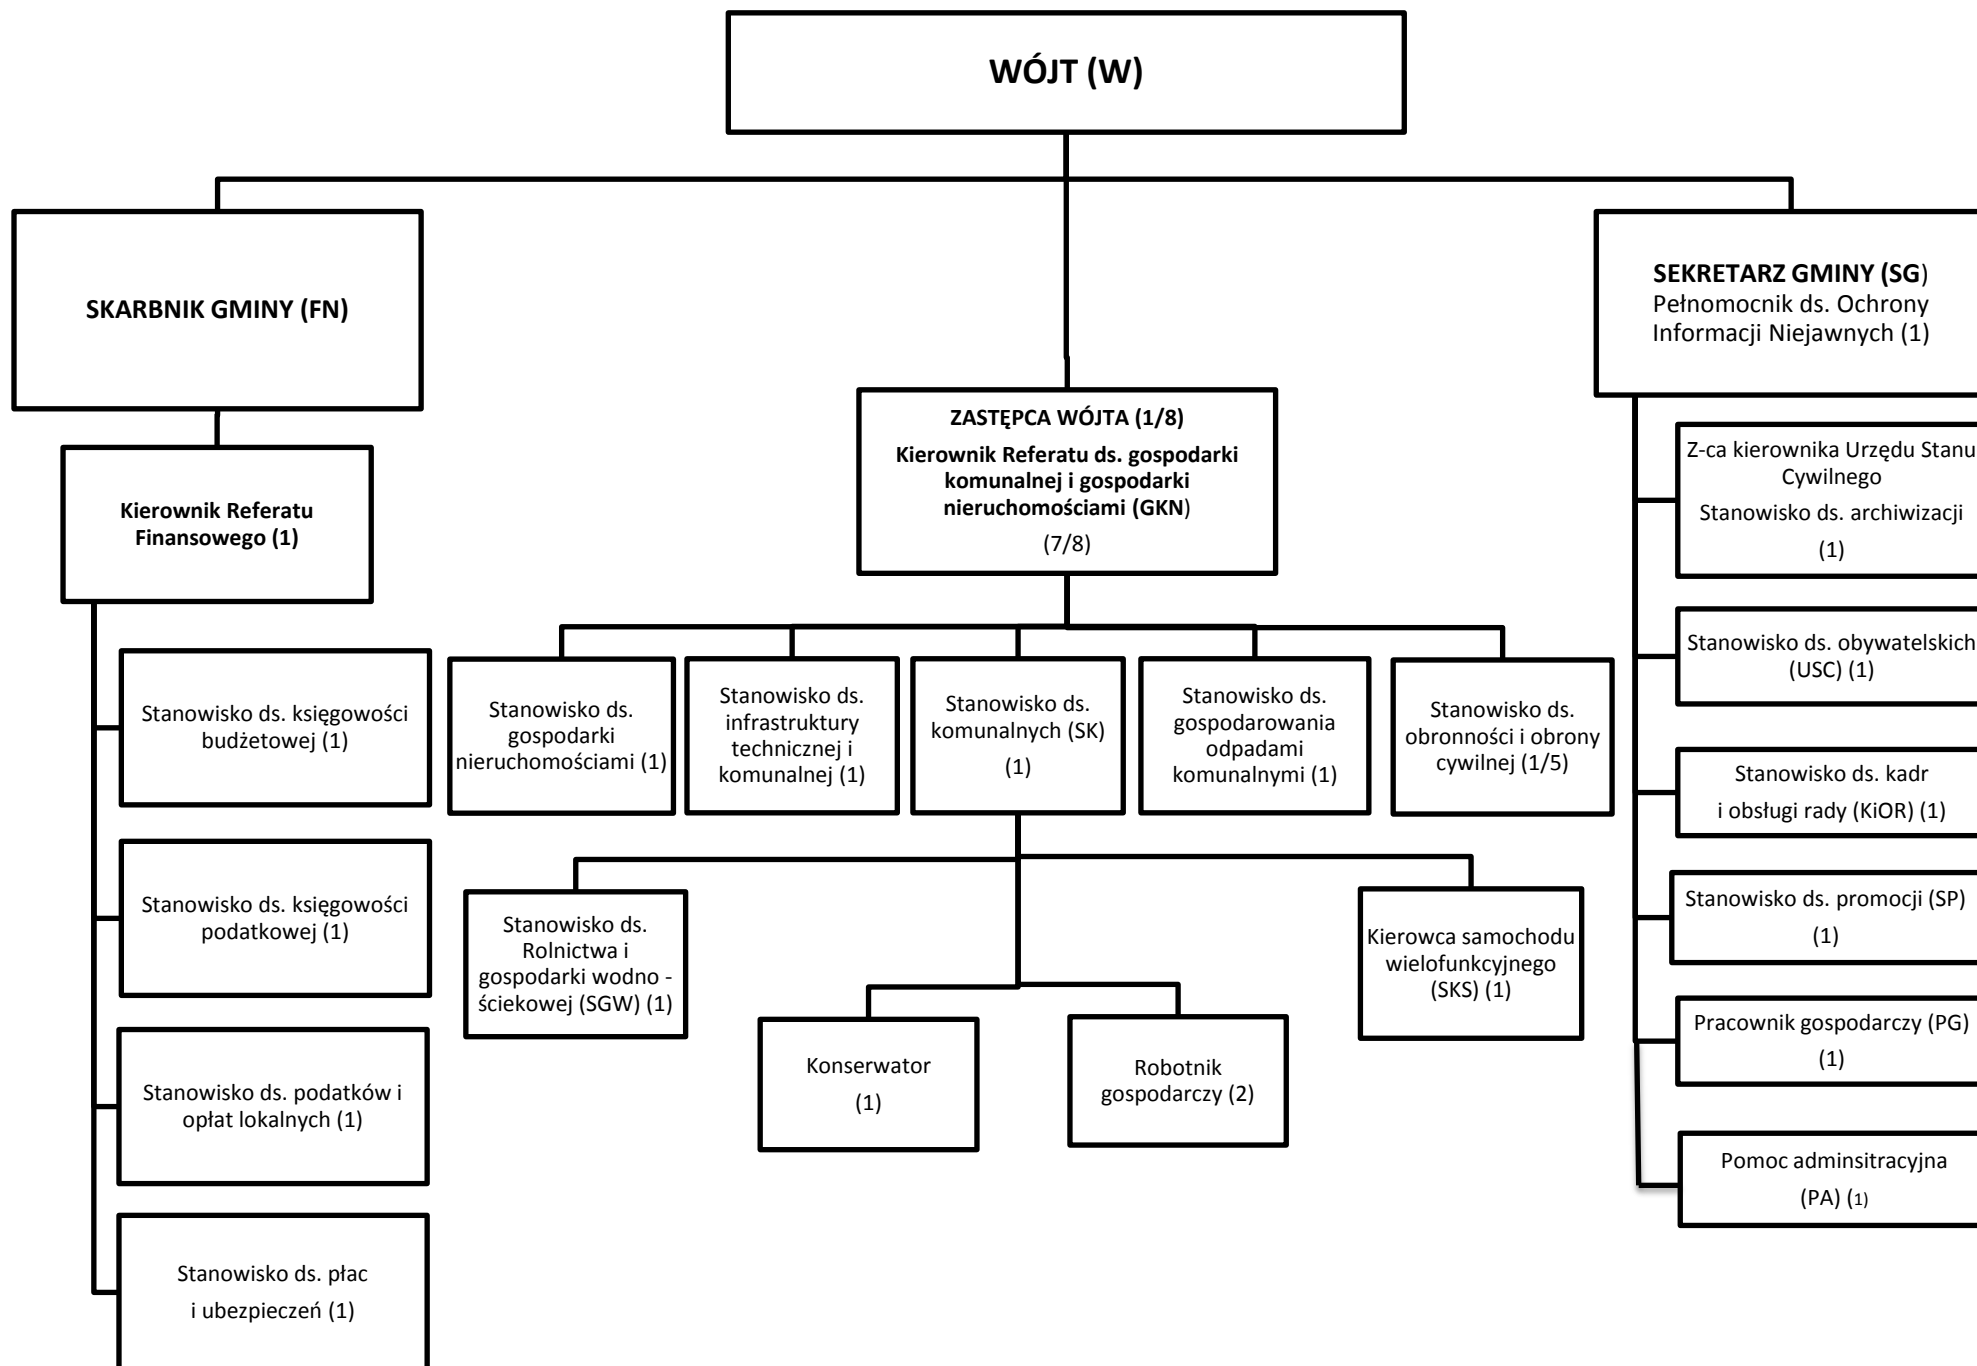 WÓJT (W)
SKARBNIK GMINY (FN)
SEKRETARZ GMINY (SG)
Pełnomocnik ds. Ochrony
Informacji Niejawnych (1)
Kierownik Referatu
Finansowego (1)
ZASTĘPCA WÓJTA (1/8)
Kierownik Referatu ds. gospodarki
komunalnej i gospodarki
nieruchomościami (GKN)
(7/8)
Z-ca kierownika Urzędu Stanu
Cywilnego
Stanowisko ds. archiwizacji
(1)
Stanowisko ds. obywatelskich
(USC) (1)
Stanowisko ds. kadr
i obsługi rady (KiOR) (1)
Stanowisko ds. promocji (SP)
(1)
Pracownik gospodarczy (PG)
(1)
Pomoc adminsitracyjna
(PA) (1)
Stanowisko ds. księgowości
budżetowej (1)
Stanowisko ds. księgowości
podatkowej (1)
Stanowisko ds. podatków i
opłat lokalnych (1)
Stanowisko ds. płac
i ubezpieczeń (1)
Stanowisko ds.
gospodarki
nieruchomościami (1)
Stanowisko ds.
infrastruktury
technicznej i
komunalnej (1)
Stanowisko ds.
komunalnych (SK)
(1)
Stanowisko ds.
gospodarowania
odpadami
komunalnymi (1)
Stanowisko ds.
obronności i obrony
cywilnej (1/5)
Stanowisko ds.
Rolnictwa i
gospodarki wodno -
ściekowej (SGW) (1)
Konserwator
(1)
Robotnik
gospodarczy (2)
Kierowca samochodu
wielofunkcyjnego
(SKS) (1)